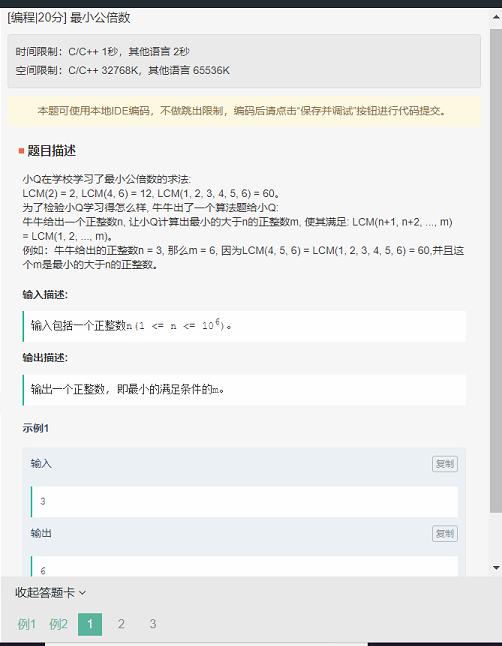 [编程|20分] 最小公倍数
时间限制：C/C++ 1秒，其他语言 2秒
空间限制：C/C++ 32768K，其他语言 65536K
本题可使用本地IDE编码，不做跳出限制，编码后请点击“保存并调试”按钮进行代码提交。
题目描述
小Q在学校学习了最小公倍数的求法:
LCM(2) = 2, LCM(4, 6) = 12, LCM(1, 2, 3, 4, 5, 6) = 60。
为了检验小Q学习得怎么样, 牛牛出了一个算法题给小Q:
牛牛给出一个正整数n, 让小Q计算出最小的大于n的正整数m, 使其满足: LCM(n+1, n+2, ..., m)
= LCM(1, 2, ..., m)。
例如：牛牛给出的正整数n = 3, 那么m = 6, 因为LCM(4, 5, 6) = LCM(1, 2, 3, 4, 5, 6) = 60,并且这
个m是最小的大于n的正整数。
输入描述:
输入包括一个正整数n(1 <= n <= 10^6)。
输出描述:
输出一个正整数, 即最小的满足条件的m。
示例1
输入
复制
3
输出
复制
6
收起答题卡
例1 例2 1 2 3